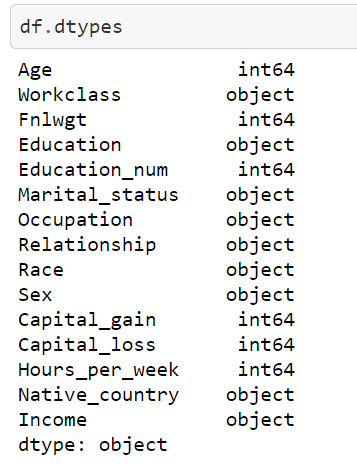 df.dtypes
Age int64
Workclass object
Fnlwgt int64
Education object
Education_num int64
Marital_status object
Occupation object
Relationship object
Race object
Sex object
Capital_gain int64
Capital_loss int64
Hours_per_week int64
Native_country object
Income object
dtype: object